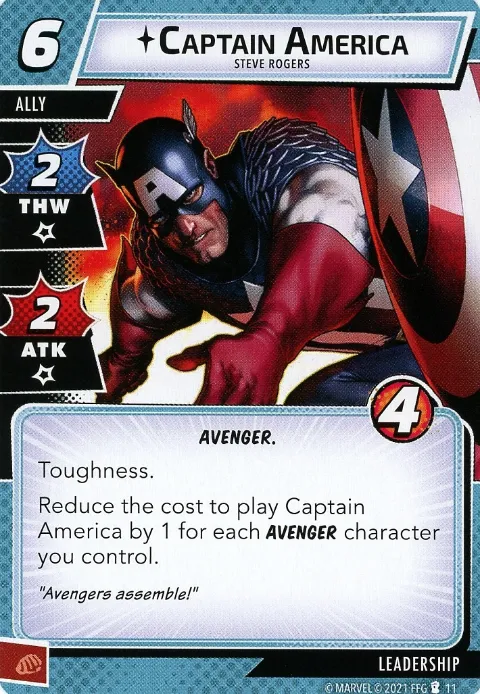 6
CAPTAIN AMERICA
STEVE ROGERS
ALLY
A
2
THW
2
ATK
4
AVENGER.
Toughness.
Reduce the cost to play Captain
America by 1 for each AVENGER character
you control.
"Avengers assemble!"
LEADERSHIP
© MARVEL © 2021 FFG 11